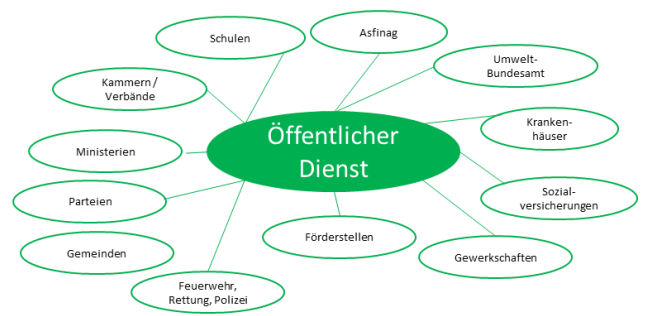 Schulen
Asfinag
Umwelt-
Bundesamt
Kammern /
Verbände
Kranken-
häuser
Öffentlicher
Dienst
Ministerien
Parteien
Sozial-
versicherungen
Gemeinden
Förderstellen
Gewerkschaften
Feuerwehr,
Rettung, Polizei